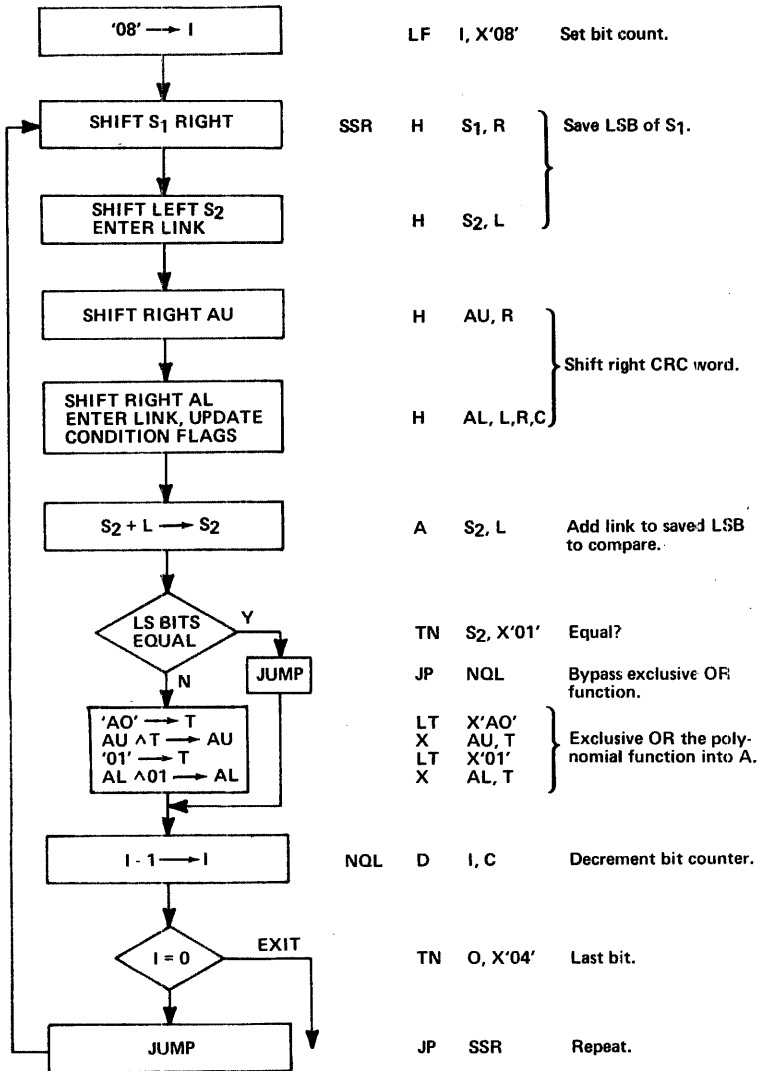 '08' → I LF I, X'08' Set bit count.
SHIFT S1 RIGHT SSR H S1, R Save LSB of S1.
SHIFT LEFT S2
ENTER LINK H S2, L
SHIFT RIGHT AU H AU, R
Shift right CRC word.
SHIFT RIGHT AL
ENTER LINK, UPDATE
CONDITION FLAGS H AL, L,R,C
S2 + L → S2 A S2, L Add link to saved LSB
to compare.
LS BITS
EQUAL Y TN S2, X'01' Equal?
JUMP JP NQL Bypass exclusive OR
function.
N
'AO' → T LT X'AO'
AU ∧ T → AU X AU, T Exclusive OR the poly-
'01' → T LT X'01' nomial function into A.
AL ∧ 01 → AL X AL, T
I - 1 → I NQL D I, C Decrement bit counter.
I = 0 EXIT TN O, X'04' Last bit.
JUMP JP SSR Repeat.